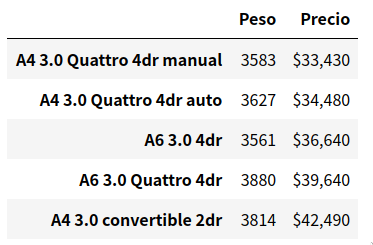 Peso Precio
A4 3.0 Quattro 4dr manual 3583 $33,430
A4 3.0 Quattro 4dr auto 3627 $34,480
A6 3.0 4dr 3561 $36,640
A6 3.0 Quattro 4dr 3880 $39,640
A4 3.0 convertible 2dr 3814 $42,490